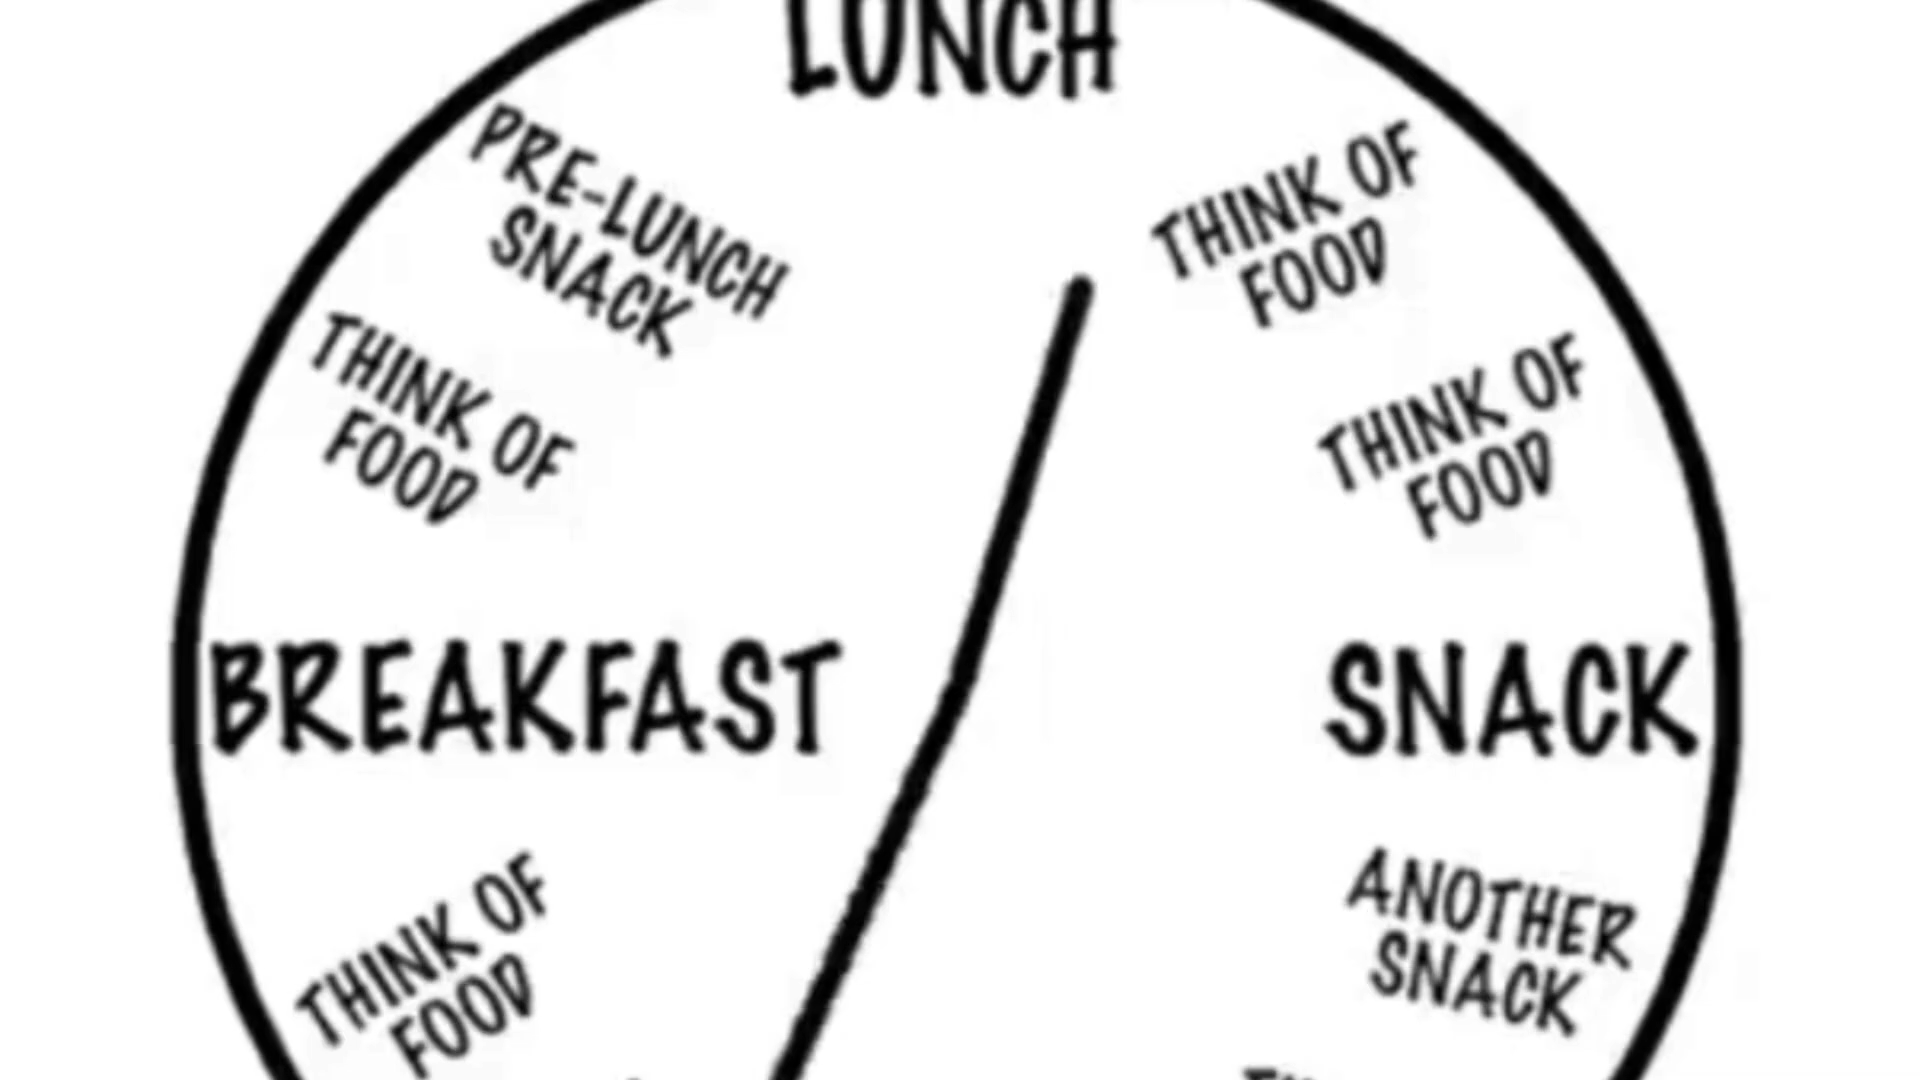 LUNCH
PRE-LUNCH
SNACK
THINK OF
FOOD
THINK OF
FOOD
THINK OF
FOOD
BREAKFAST
SNACK
THINK OF
FOOD
ANOTHER
SNACK